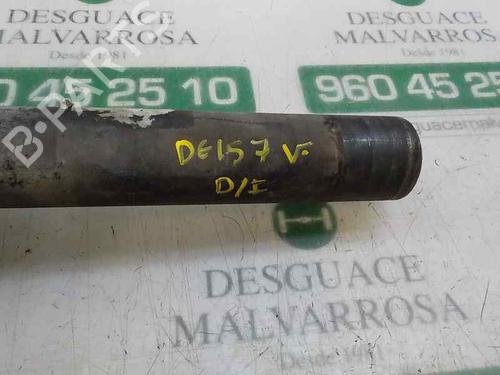 DESGUACE
MALVARROSA
1981
DESGUACE
MALVARROSA
Desde 1981
0 45 25 10
960 45 25
B-PARTS
DE157 V.
D/I
DESGUACE
MALVARROSA
Desde 1981